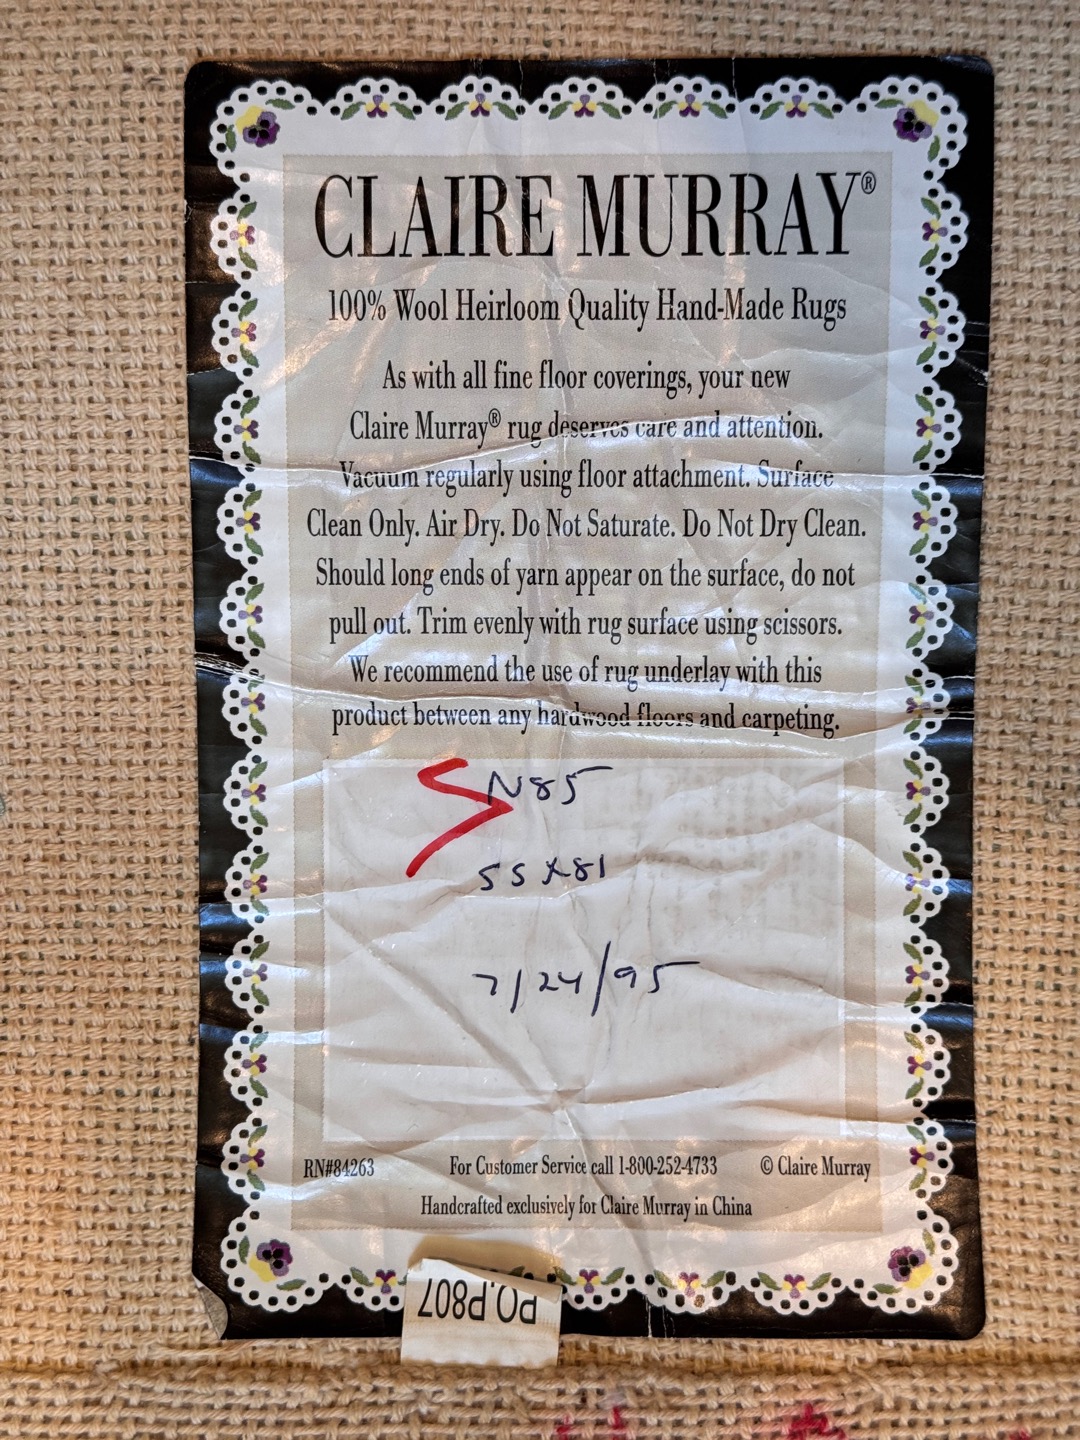 CLAIRE MURRAY®
100% Wool Heirloom Quality Hand-Made Rugs
As with all fine floor coverings, your new
Claire Murray® rug deserves care and attention.
Vacuum regularly using floor attachment. Surface
Clean Only. Air Dry. Do Not Saturate. Do Not Dry Clean.
Should long ends of yarn appear on the surface, do not
pull out. Trim evenly with rug surface using scissors.
We recommend the use of rug underlay with this
product between any hardwood floors and carpeting.
N85
55x81
7/24/95
RN#84263 For Customer Service call 1-800-252-4733 © Claire Murray
Handcrafted exclusively for Claire Murray in China
PO.P807